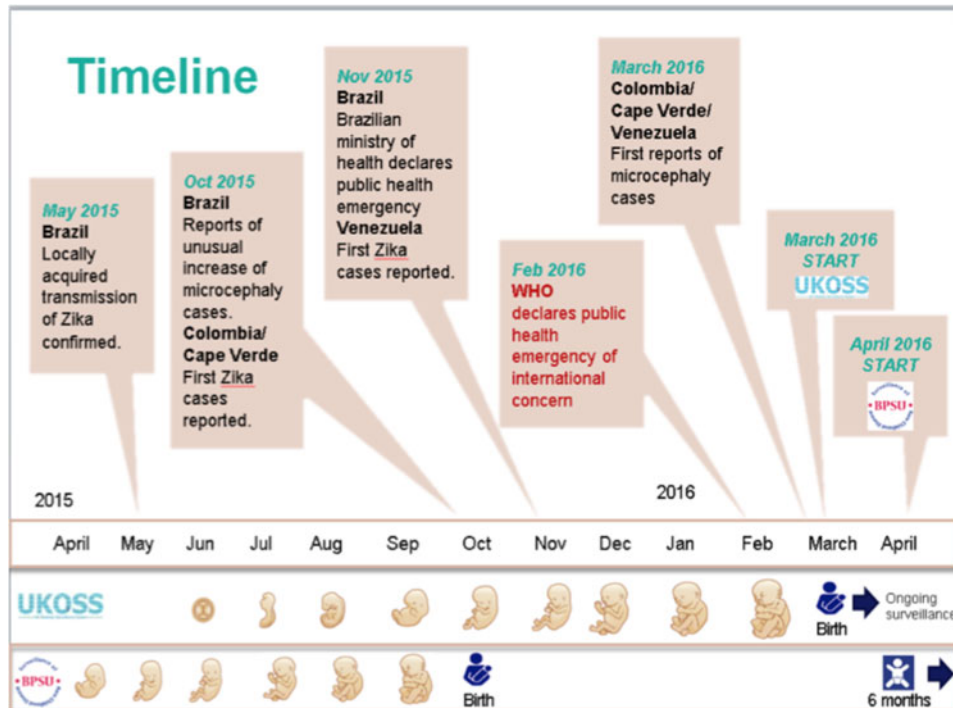 Timeline
May 2015
Brazil
Locally
acquired
transmission
of Zika
confirmed.
Oct 2015
Brazil
Reports of
unusual
increase of
microcephaly
cases.
Colombia/
Cape Verde
First Zika
cases
reported.
Nov 2015
Brazil
Brazilian
ministry of
health declares
public health
emergency
Venezuela
First Zika
cases reported.
Feb 2016
WHO
declares public
health
emergency of
international
concern
March 2016
Colombia/
Cape Verde/
Venezuela
First reports of
microcephaly
cases
March 2016
START
UKOSS
April 2016
START
BPSU
2015
2016
April May Jun Jul Aug Sep Oct Nov Dec Jan Feb March April
UKOSS
Birth
Ongoing
surveillance
BPSU
Birth
6 months